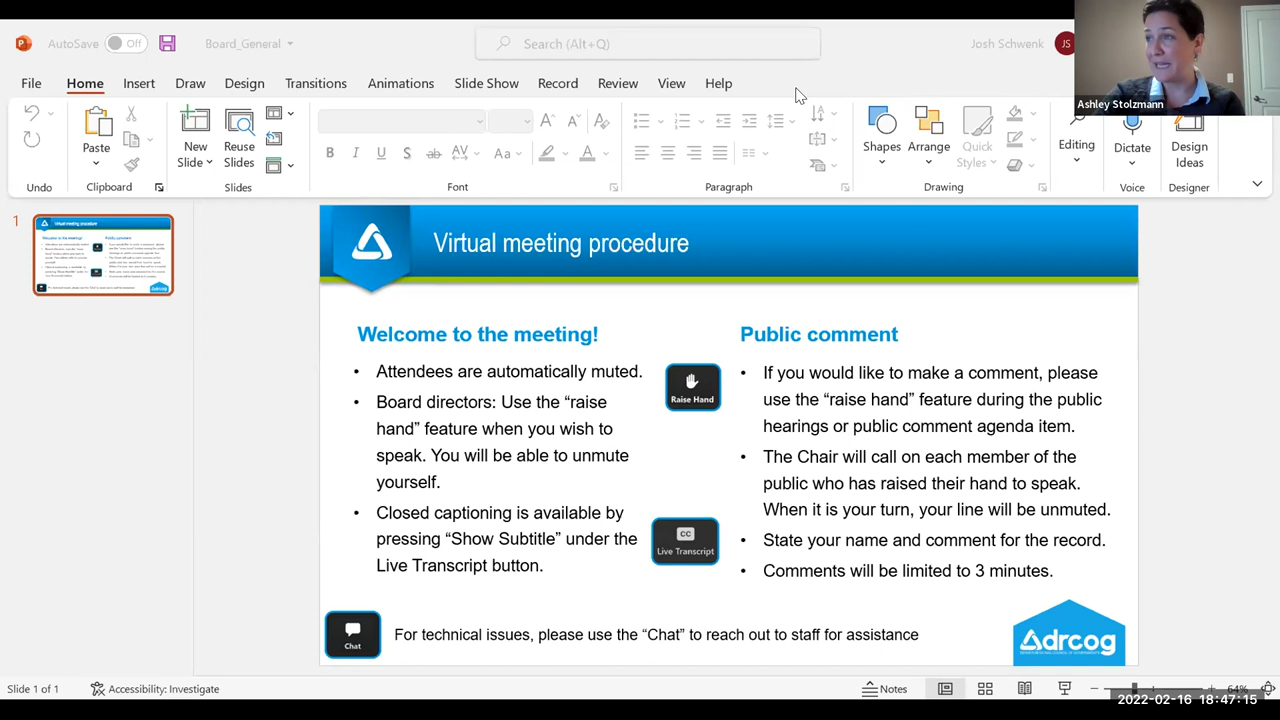 AutoSave
Off
Board_General
Search (Alt+Q)
Josh Schwenk
JS
Ashley Stolzmann
File
Home
Insert
Draw
Design
Transitions
Animations
Slide Show
Record
Review
View
Help
Paste
New
Slide
Reuse
Slides
Shapes
Arrange
Quick
Styles
Editing
Dictate
Design
Ideas
Undo
Clipboard
Slides
Font
Paragraph
Drawing
Voice
Designer
1
Virtual meeting procedure
Welcome to the meeting!
• Attendees are automatically muted.
• Board directors: Use the “raise
hand” feature when you wish to
speak. You will be able to unmute
yourself.
• Closed captioning is available by
pressing “Show Subtitle” under the
Live Transcript button.
Raise Hand
CC
Live Transcript
Public comment
• If you would like to make a comment, please
use the “raise hand” feature during the public
hearings or public comment agenda item.
• The Chair will call on each member of the
public who has raised their hand to speak.
When it is your turn, your line will be unmuted.
• State your name and comment for the record.
• Comments will be limited to 3 minutes.
Chat
For technical issues, please use the “Chat” to reach out to staff for assistance
drcog
Slide 1 of 1
Accessibility: Investigate
Notes
64%
2022-02-16 18:47:15